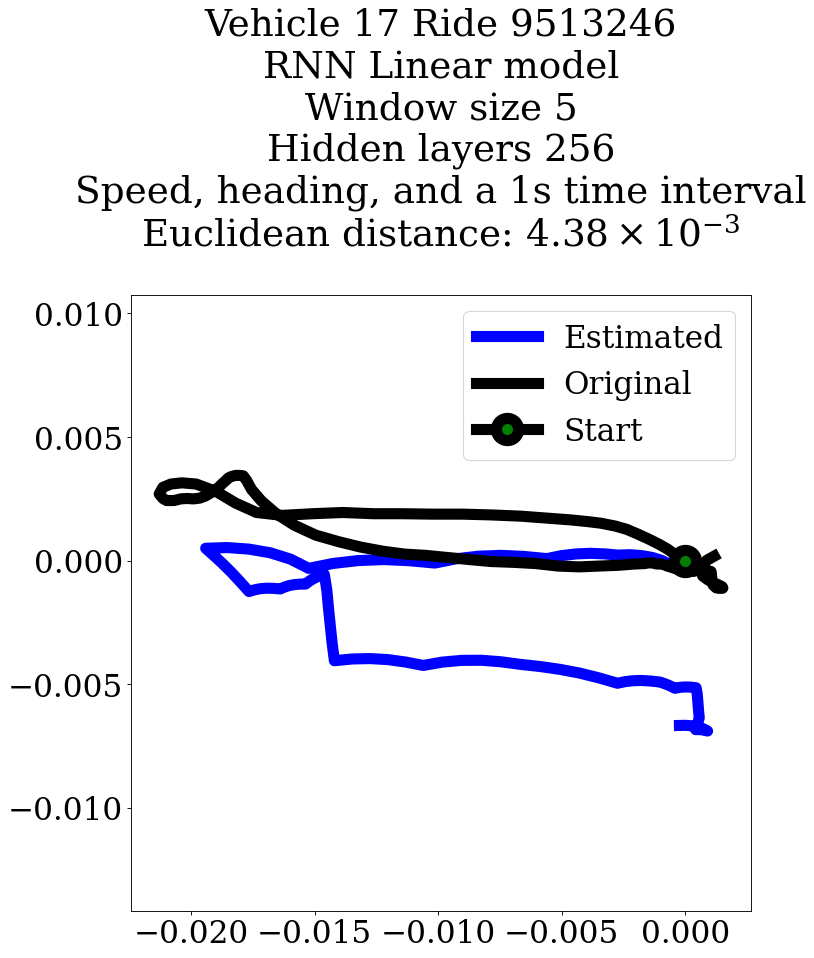 Vehicle 17 Ride 9513246
RNN Linear model
Window size 5
Hidden layers 256
Speed, heading, and a 1s time interval
Euclidean distance: 4.38 × 10⁻³
0.010
0.005
0.000
−0.005
−0.010
Estimated
Original
Start
−0.020 −0.015 −0.010 −0.005 0.000